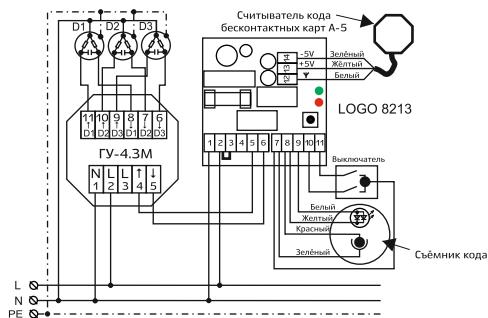 D1 D2 D3
Считыватель кода
бесконтактных карт А-5
14 -5V Зелёный
13 +5V Жёлтый
12 Белый
LOGO 8213
11 10 9 8 7 6
↑ ↑ ↑ ↓ ↓ ↓
D1 D2 D3 D1 D2 D3
ГУ-4.3М
N L L ↑ ↓
1 2 3 4 5
1 2 3 4 5 6 7 8 9 10 11
Выключатель
Белый
Желтый
Красный
Зелёный
Съёмник кода
L
N
PE